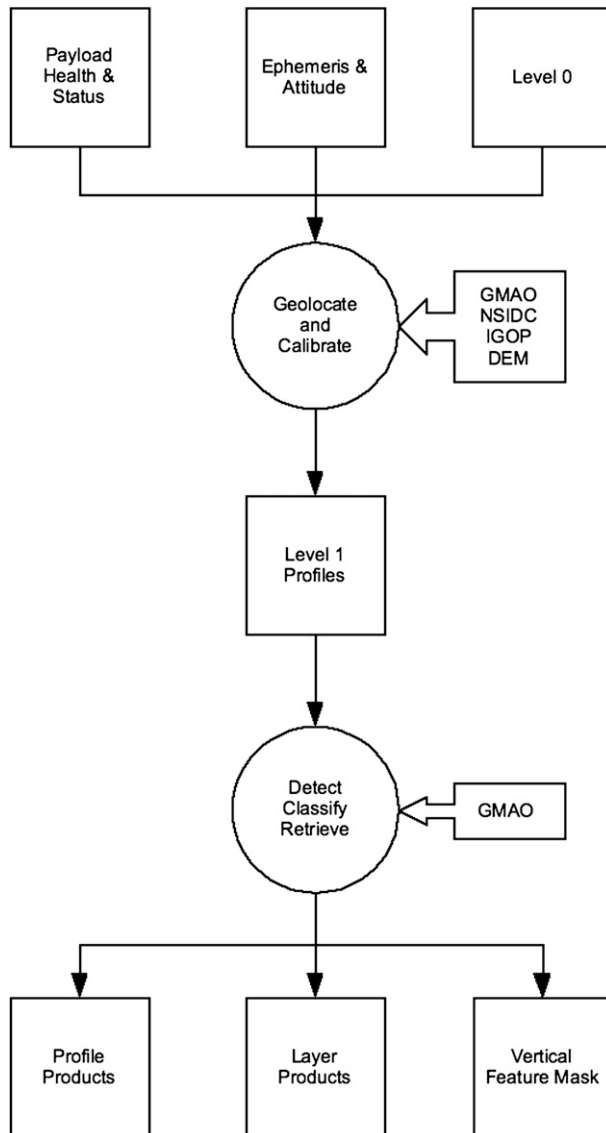 Payload
Health &
Status
Ephemeris &
Attitude
Level 0
Geolocate
and
Calibrate
GMAO
NSIDC
IGOP
DEM
Level 1
Profiles
Detect
Classify
Retrieve
GMAO
Profile
Products
Layer
Products
Vertical
Feature Mask